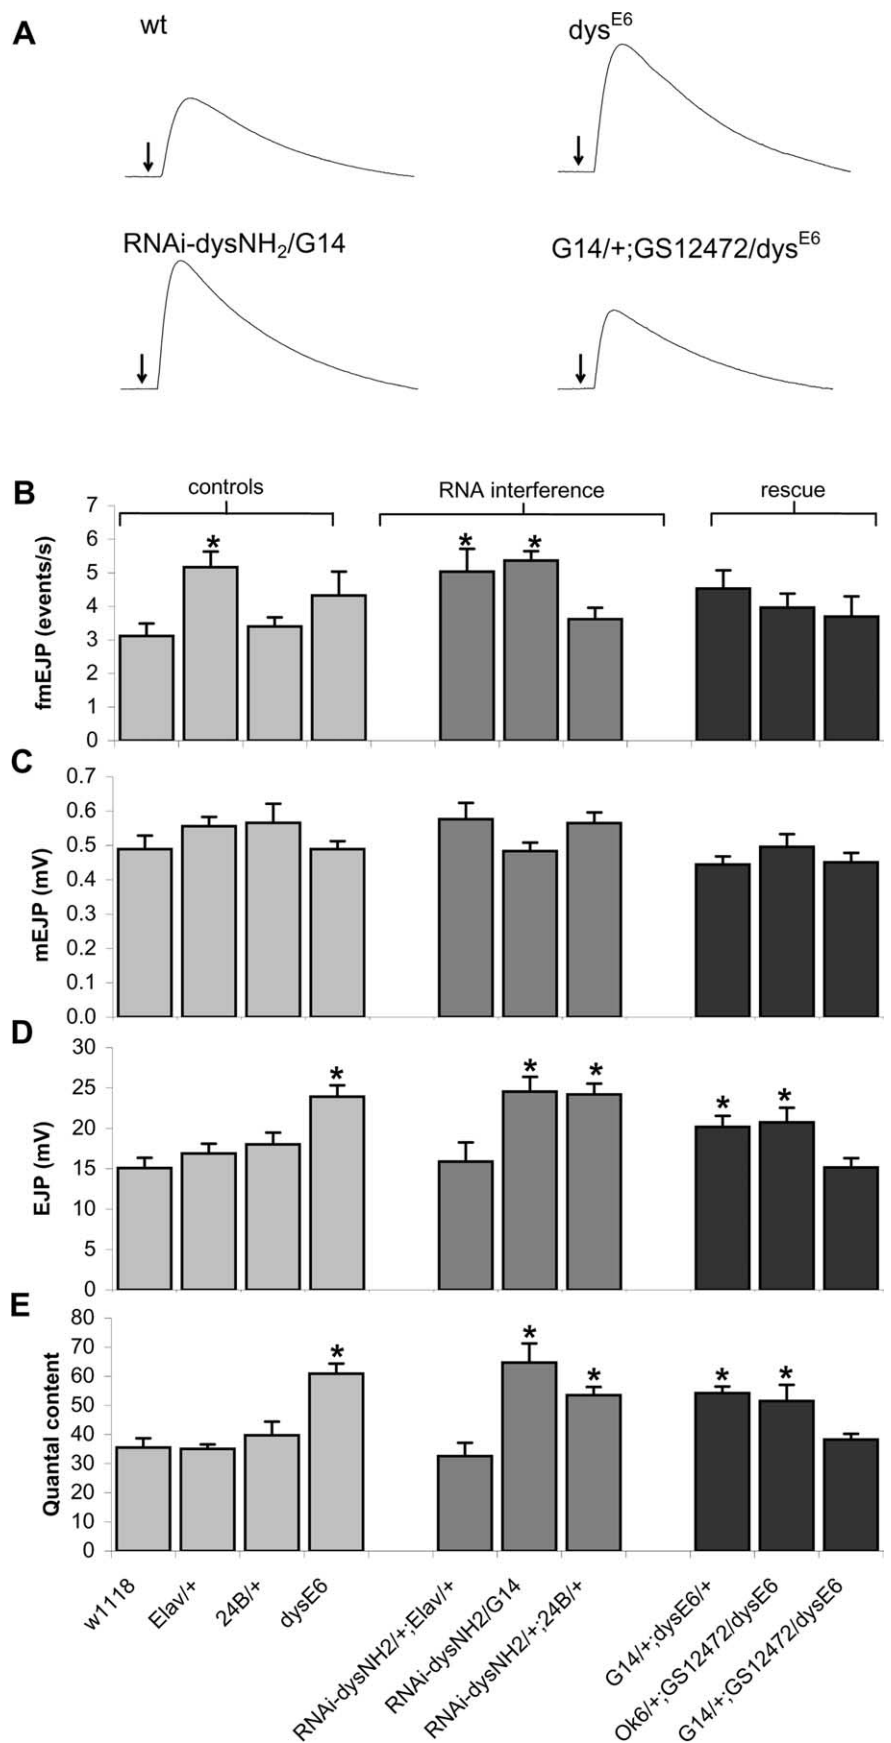 A
wt
dysE6
RNAi-dysNH2/G14
G14/+;GS12472/dysE6
B
controls
RNA interference
rescue
fmEJP (events/s)
7
6
5
4
3
2
1
0
*
*
*
C
mEJP (mV)
0.7
0.6
0.5
0.4
0.3
0.2
0.1
0.0
D
EJP (mV)
30
25
20
15
10
5
0
*
*
*
*
*
E
Quantal content
80
70
60
50
40
30
20
10
0
*
*
*
*
*
w1118
Elav/+
24B/+
dysE6
RNAi-dysNH2/+;Elav/+
RNAi-dysNH2/G14
RNAi-dysNH2/+;24B/+
G14/+;dysE6/+
Ok6/+;GS12472/dysE6
G14/+;GS12472/dysE6